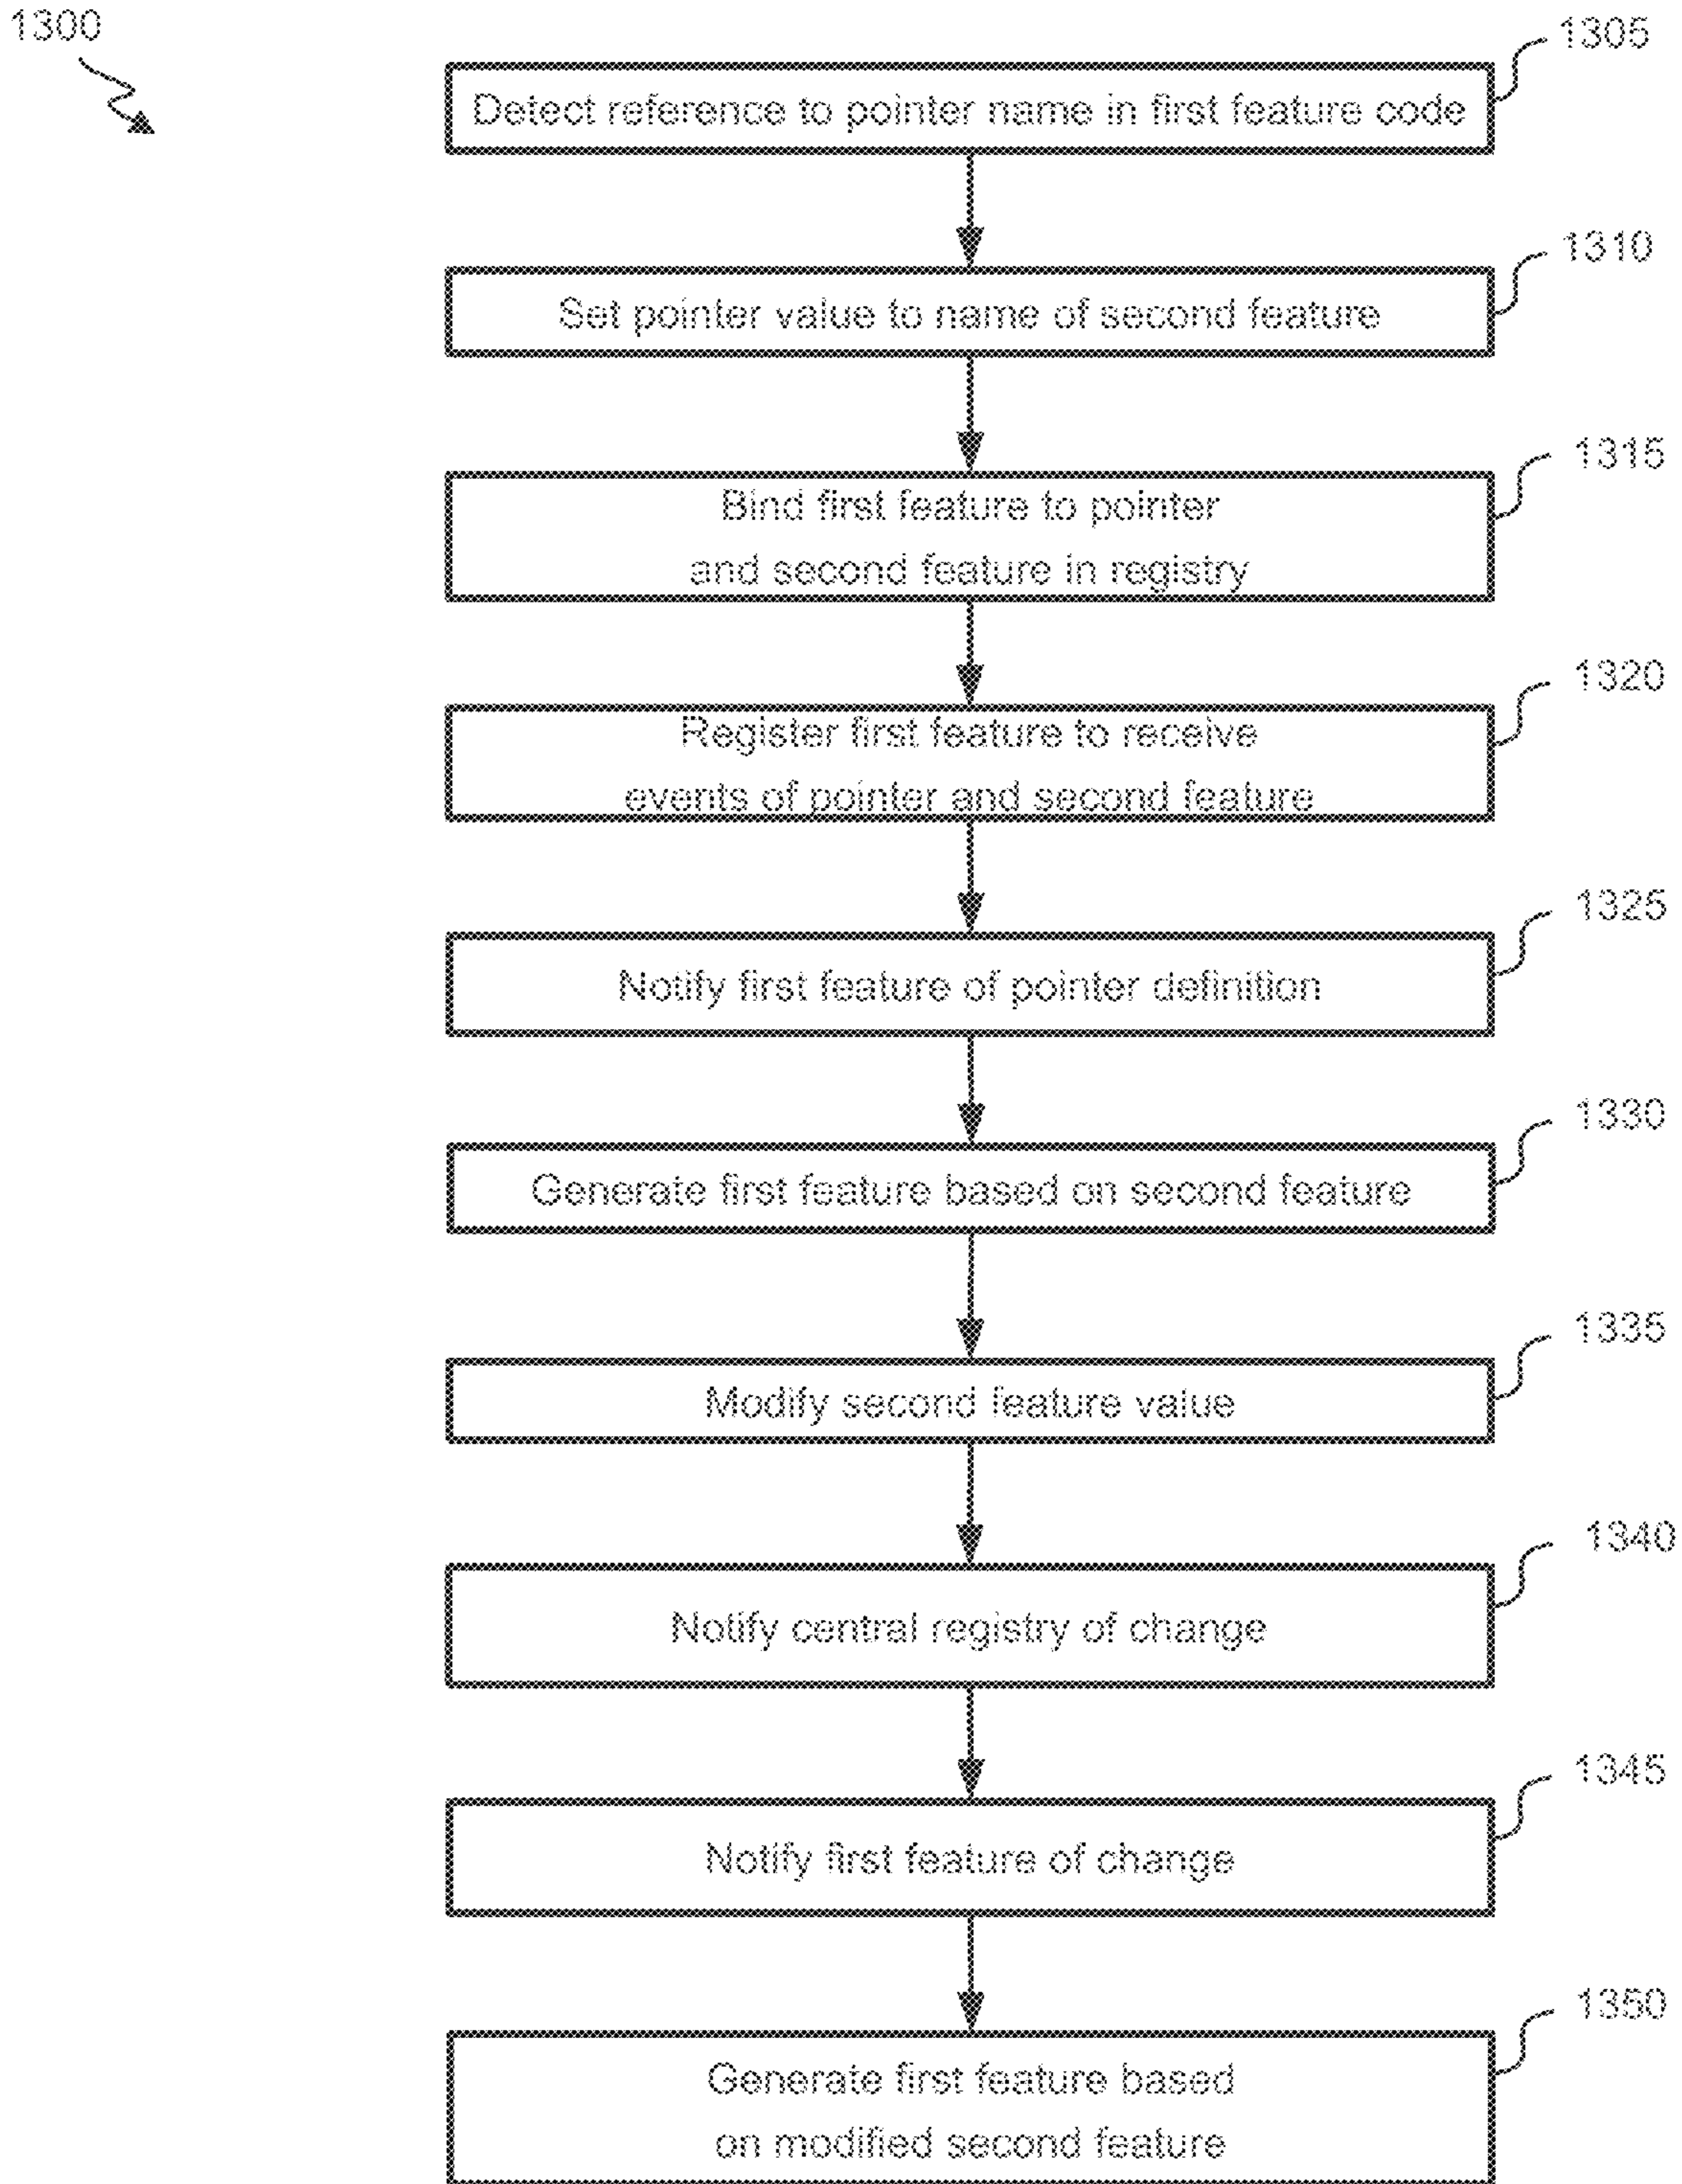 1300
1305
Detect reference to pointer name in first feature code
1310
Set pointer value to name of second feature
1315
Bind first feature to pointer
and second feature in registry
1320
Register first feature to receive
events of pointer and second feature
1325
Notify first feature of pointer definition
1330
Generate first feature based on second feature
1335
Modify second feature value
1340
Notify central registry of change
1345
Notify first feature of change
1350
Generate first feature based
on modified second feature